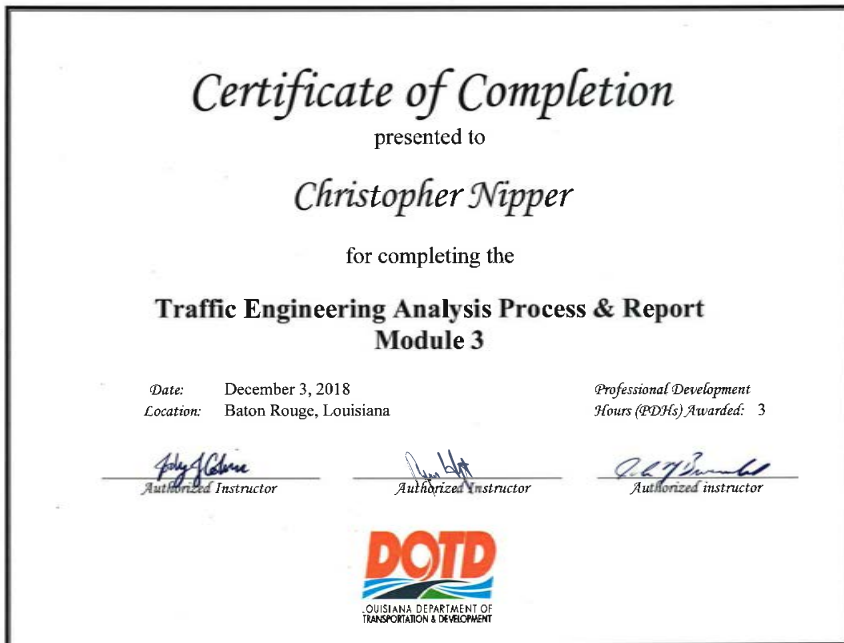 Certificate of Completion
presented to
Christopher Nipper
for completing the
Traffic Engineering Analysis Process & Report
Module 3
Date: December 3, 2018
Location: Baton Rouge, Louisiana
Professional Development
Hours (PDHs) Awarded: 3
Authorized Instructor
Authorized Instructor
Authorized instructor
DOTD
LOUISIANA DEPARTMENT OF
TRANSPORTATION & DEVELOPMENT